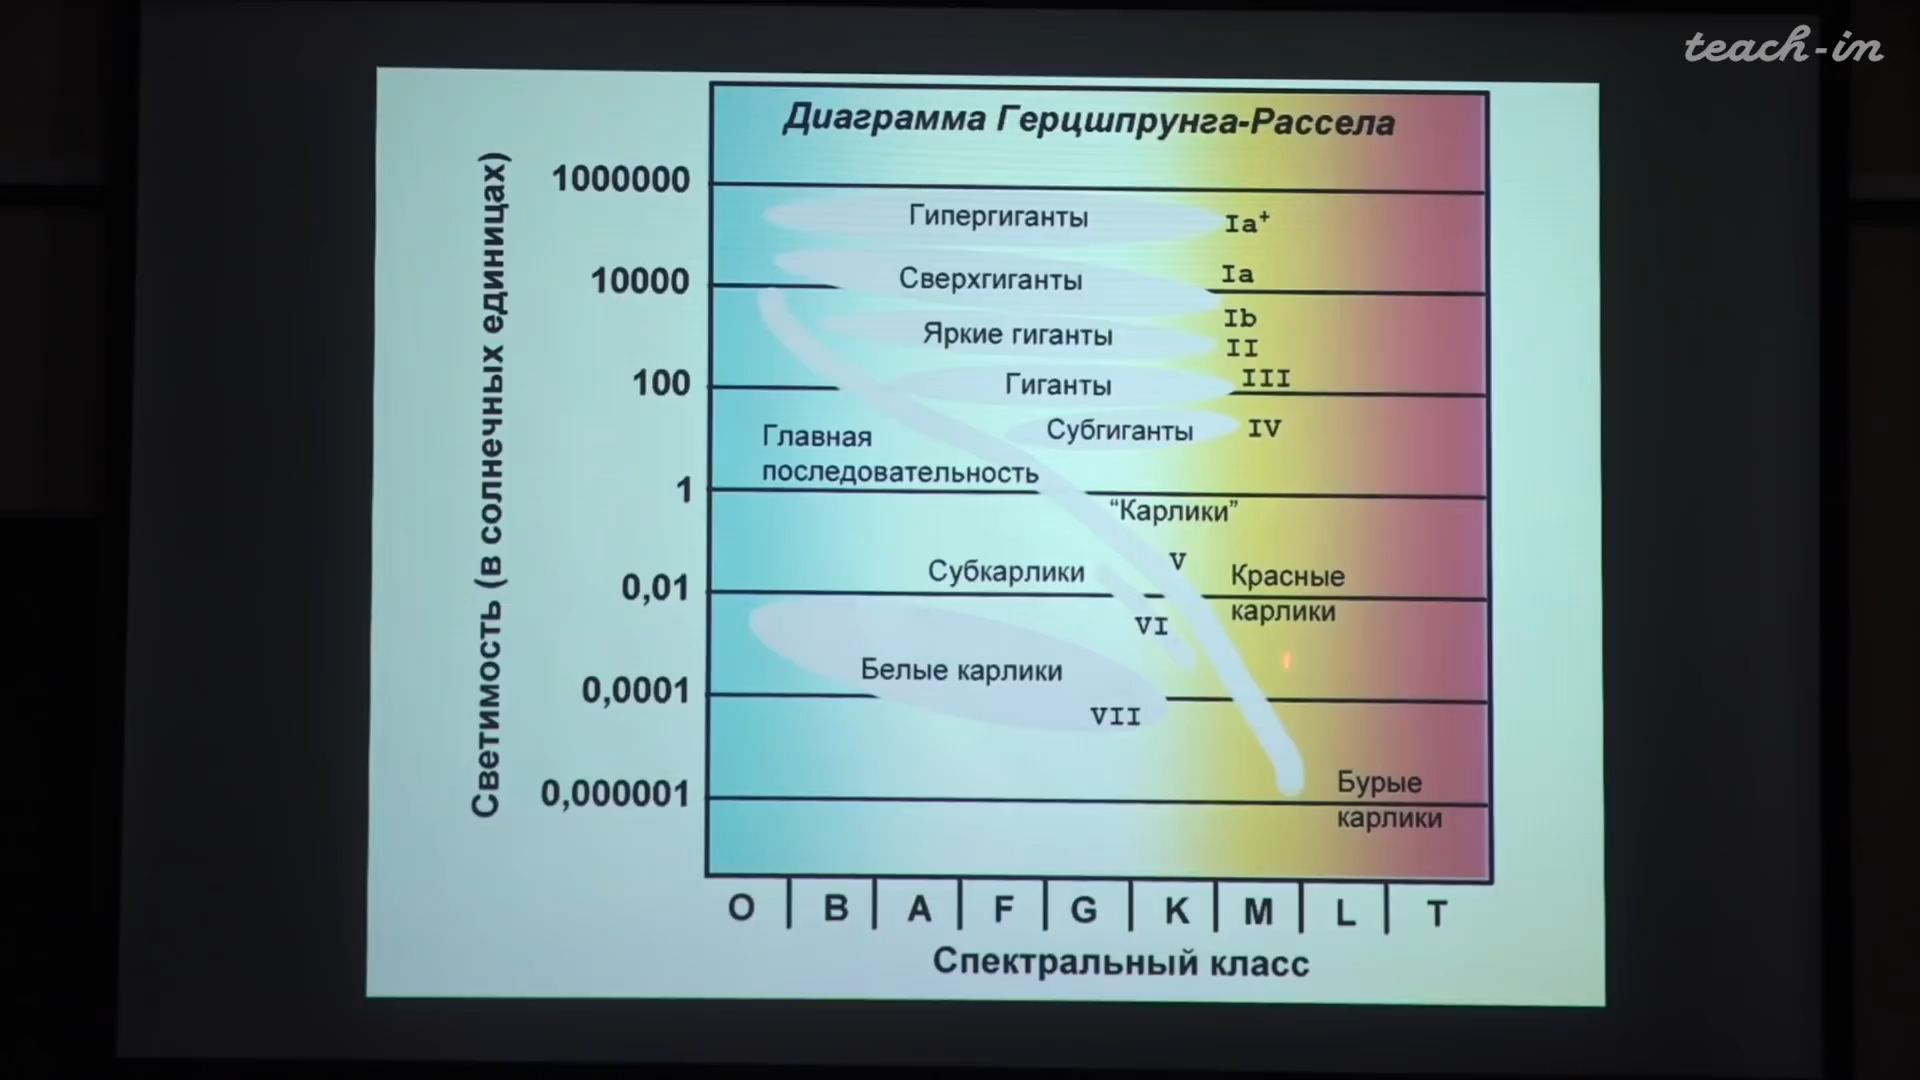 teach-in
Диаграмма Герцшпрунга-Рассела
Светимость (в солнечных единицах)
1000000
10000
100
1
0,01
0,0001
0,000001
Гипергиганты
Ia⁺
Сверхгиганты
Ia
Ib
Яркие гиганты
II
Гиганты
III
Субгиганты
IV
Главная
последовательность
“Карлики”
V
Субкарлики
VI
Красные
карлики
Белые карлики
VII
Бурые
карлики
O B A F G K M L T
Спектральный класс